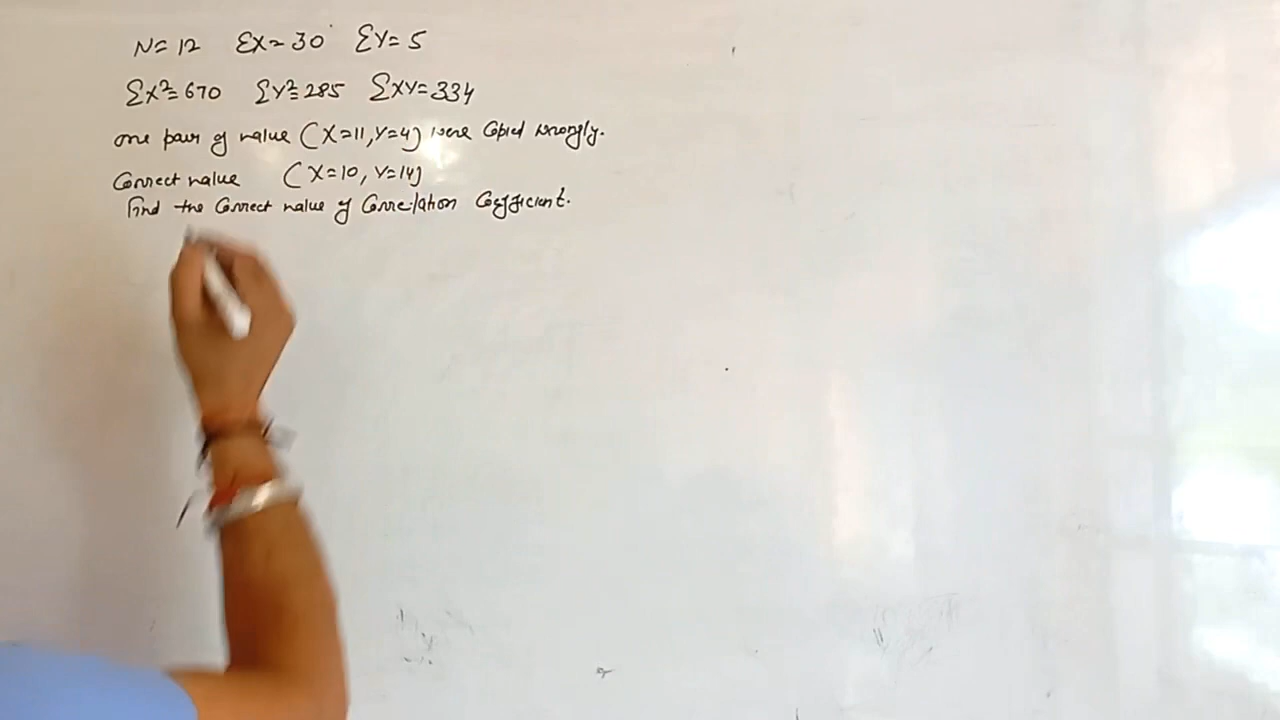 N = 12 ΣX = 30 ΣY = 5
ΣX² = 670 ΣY² = 285 ΣXY = 334
one pair of value (X=11, Y=4) were Copied wrongly.
Correct value (X=10, Y=14)
Find the Correct value of Correlation Coefficient.